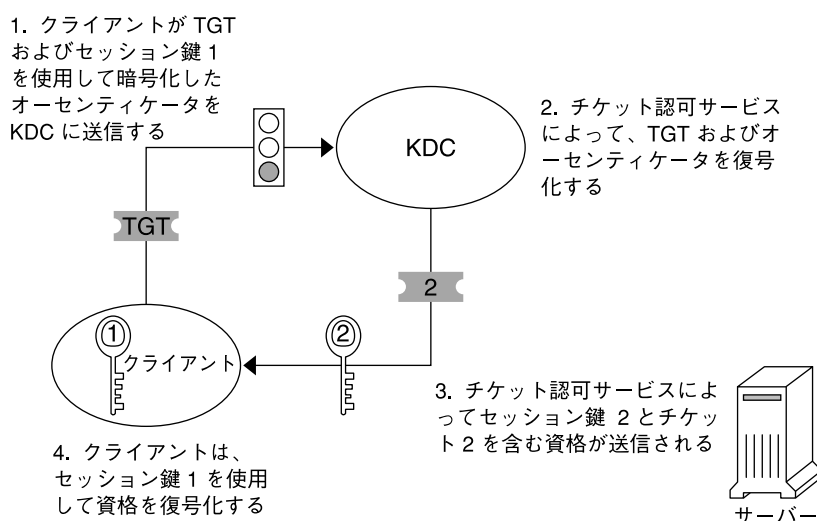 1. クライアントが TGT
およびセッション鍵 1
を使用して暗号化した
オーセンティケータを
KDC に送信する
KDC
2. チケット認可サービス
によって、TGT およびオ
ーセンティケータを復号
化する
TGT
2
1
クライアント
2
3. チケット認可サービスによ
ってセッション鍵 2 とチケッ
ト 2 を含む資格が送信される
4. クライアントは、
セッション鍵 1 を使用
して資格を復号化する
サーバー